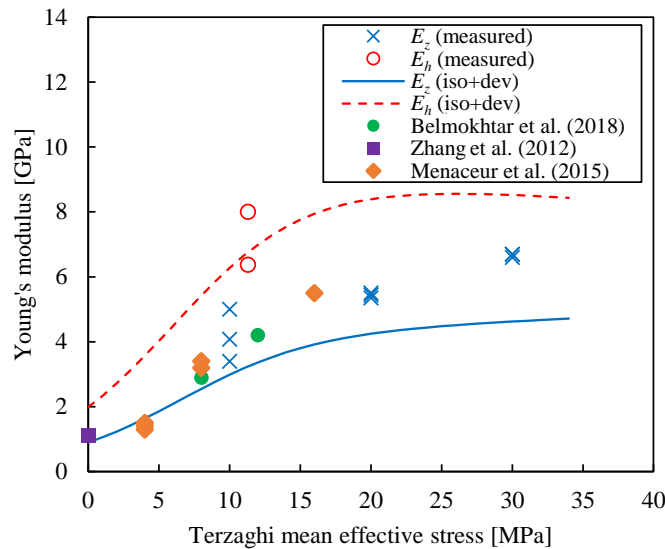 14
12
10
8
6
4
2
0
Young's modulus [GPa]
E_z (measured)
E_h (measured)
E_z (iso+dev)
E_h (iso+dev)
Belmokhtar et al. (2018)
Zhang et al. (2012)
Menaceur et al. (2015)
0 5 10 15 20 25 30 35 40
Terzaghi mean effective stress [MPa]